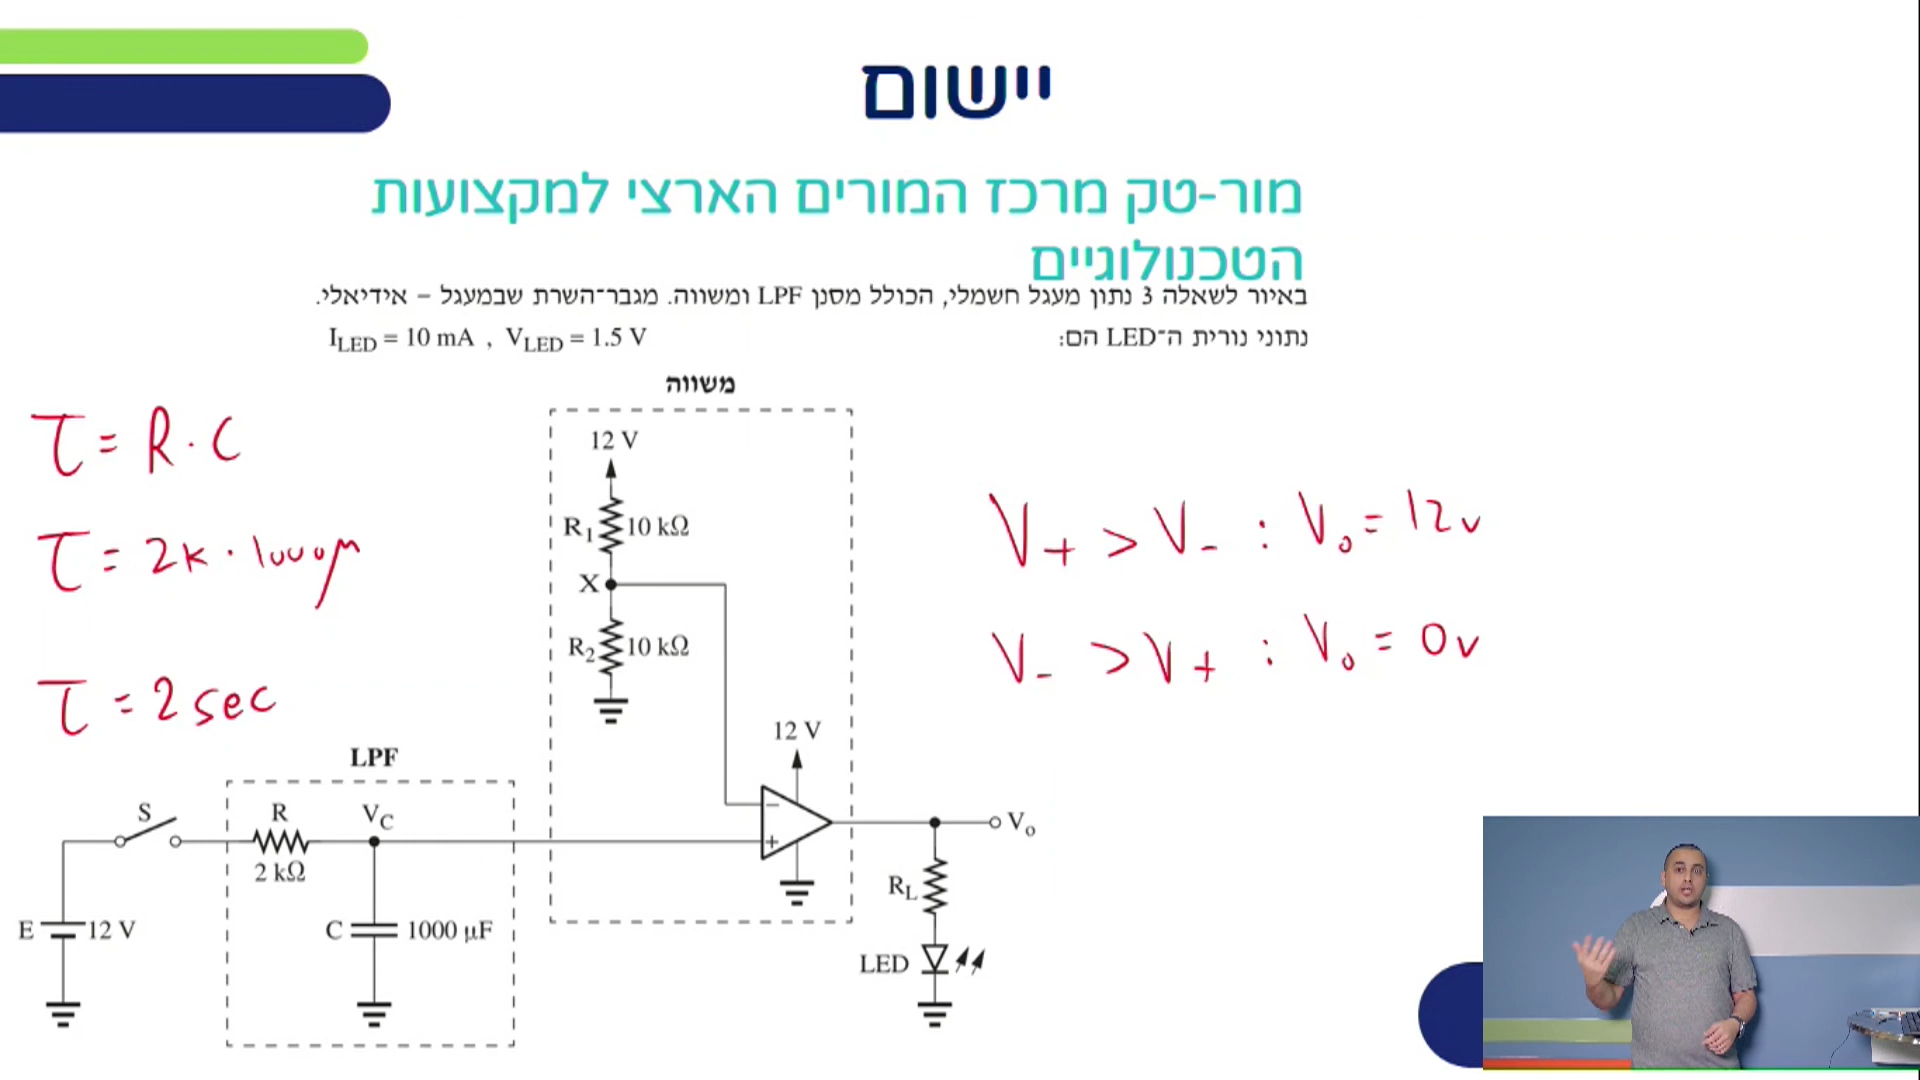 יישום
מור-טק מרכז המורים הארצי למקצועות
הטכנולוגיים
באיור לשאלה 3 נתון מעגל חשמלי, הכולל מסנן LPF ומשווה. מגבר־השרת שבמעגל – אידיאלי.
נתוני נורית ה־LED הם: I_LED = 10 mA , V_LED = 1.5 V
משווה
τ = R · C
τ = 2k · 1000μ
τ = 2 sec
12 V
R1 10 kΩ
X
R2 10 kΩ
V+ > V- : Vo = 12v
V- > V+ : Vo = 0v
12 V
LPF
S
R
VC
2 kΩ
−
+
Vo
RL
E 12 V
C 1000 μF
LED